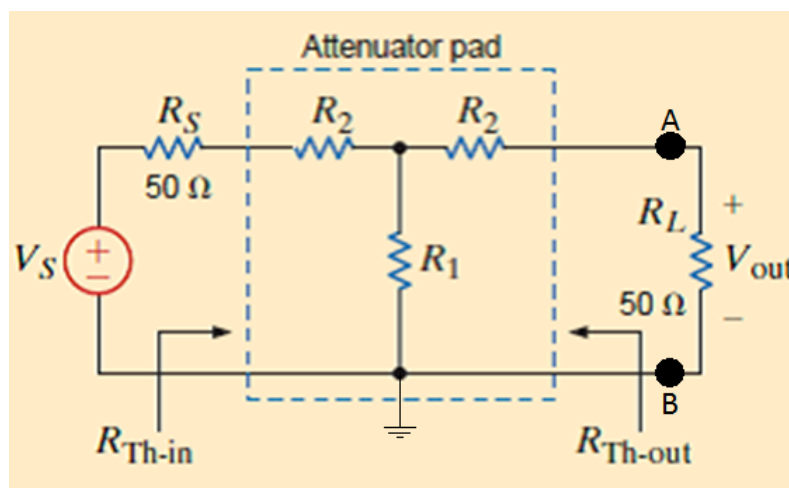 Attenuator pad
R_S R_2 R_2 A
50 Ω
V_S + − R_1 R_L + V_out −
50 Ω
B
R_Th-in R_Th-out